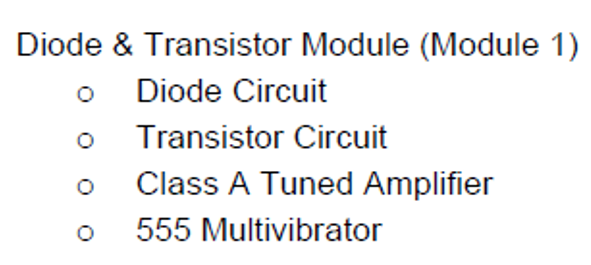 Diode & Transistor Module (Module 1)
o Diode Circuit
o Transistor Circuit
o Class A Tuned Amplifier
o 555 Multivibrator